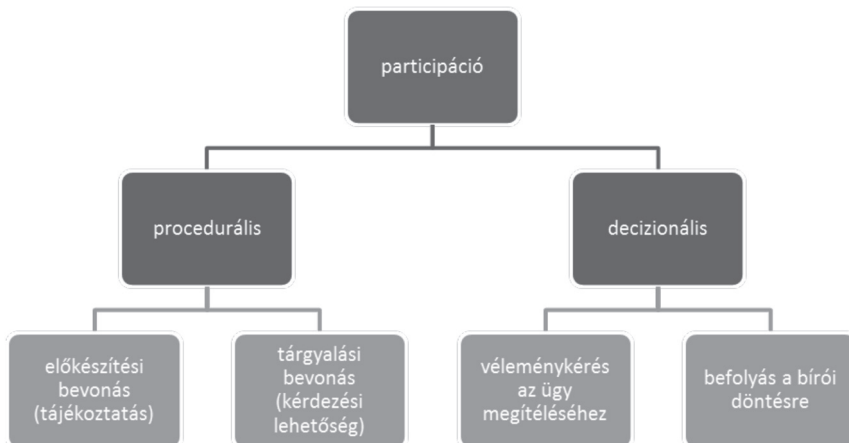 participáció
procedurális
decizionális
előkészítési
bevonás
(tájékoztatás)
tárgyalási
bevonás
(kérdezési
lehetőség)
véleménykérés
az ügy
megítéléséhez
befolyás a bírói
döntésre